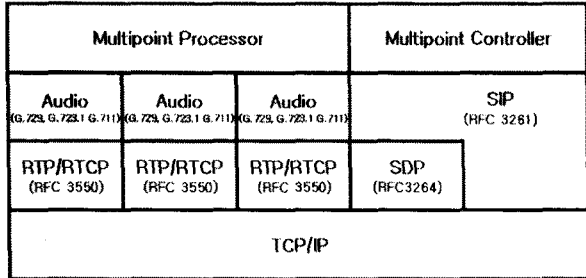 Multipoint Processor
Multipoint Controller
Audio
(G.729, G.723.1 G.711)
Audio
(G.729, G.723.1 G.711)
Audio
(G.729, G.723.1 G.711)
SIP
(RFC 3261)
RTP/RTCP
(RFC 3550)
RTP/RTCP
(RFC 3550)
RTP/RTCP
(RFC 3550)
SDP
(RFC3264)
TCP/IP